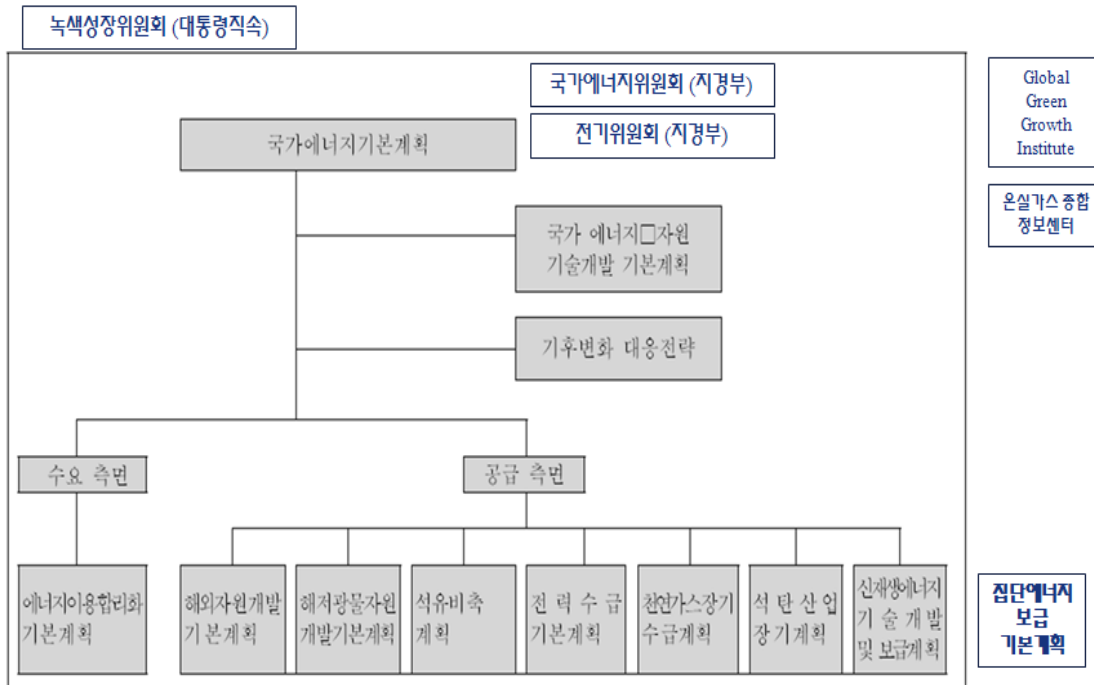 녹색성장위원회 (대통령직속)
국가에너지위원회 (지경부)
전기위원회 (지경부)
국가에너지기본계획
Global
Green
Growth
Institute
온실가스 종합
정보센터
국가 에너지□자원
기술개발 기본계획
기후변화 대응전략
수요 측면
공급 측면
에너지이용합리화
기본계획
해외자원개발
기본계획
해저광물자원
개발기본계획
석유비축
계획
전력수급
기본계획
천연가스장기
수급계획
석탄산업
장기계획
신재생에너지
기술개발
및 보급계획
집단에너지
보급
기본계획